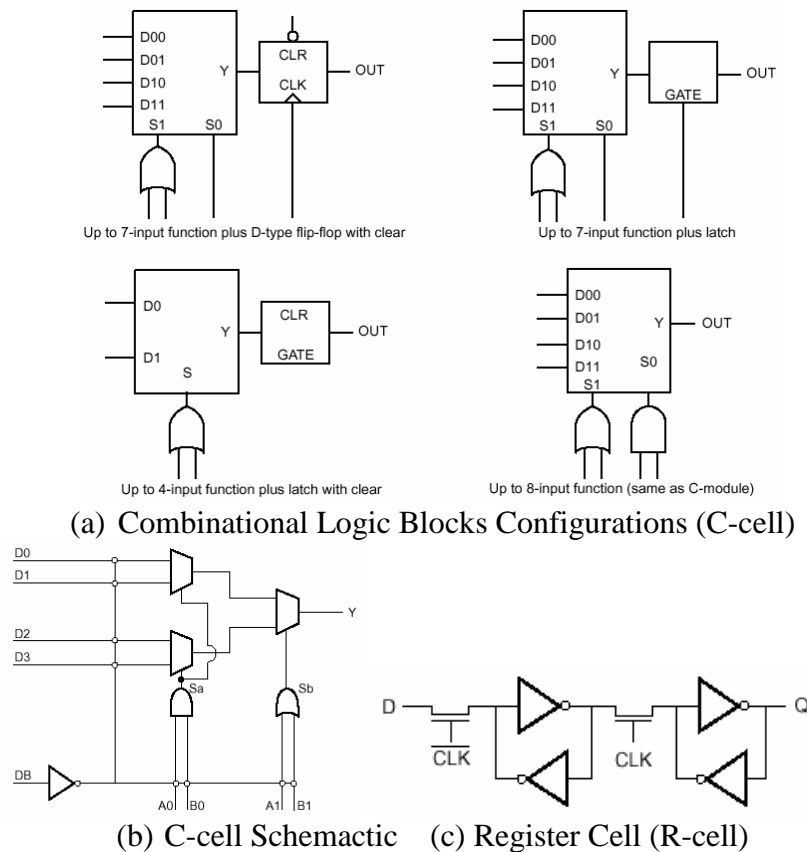 D00
D01
D10
D11
Y
S1
S0
CLR
CLK
OUT
Up to 7-input function plus D-type flip-flop with clear
D00
D01
D10
D11
Y
S1
S0
GATE
OUT
Up to 7-input function plus latch
D0
D1
Y
S
CLR
GATE
OUT
Up to 4-input function plus latch with clear
D00
D01
D10
D11
Y
S1
S0
OUT
Up to 8-input function (same as C-module)
(a) Combinational Logic Blocks Configurations (C-cell)
D0
D1
D2
D3
Y
Sa
Sb
DB
A0
B0
A1
B1
D
CLK
CLK
Q
(b) C-cell Schemactic (c) Register Cell (R-cell)